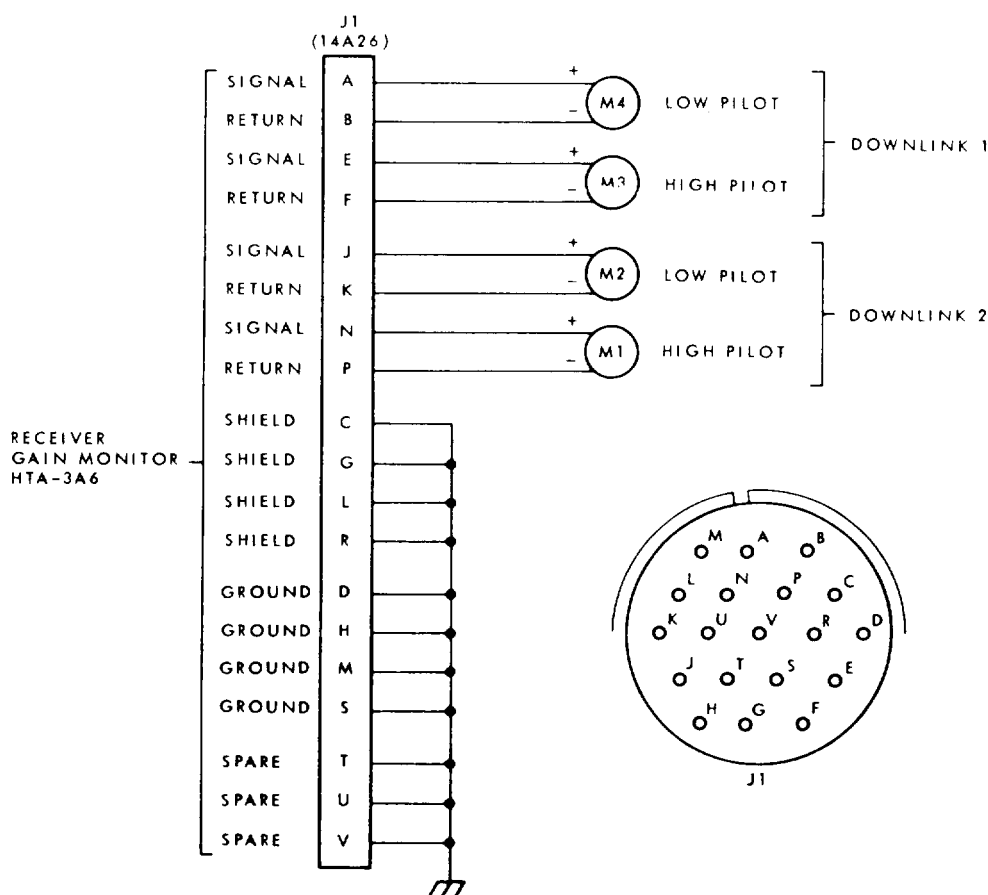 J1
(14A26)
SIGNAL A + M4 LOW PILOT
RETURN B -
SIGNAL E + M3 HIGH PILOT
RETURN F -
DOWNLINK 1
SIGNAL J + M2 LOW PILOT
RETURN K -
SIGNAL N + M1 HIGH PILOT
RETURN P -
DOWNLINK 2
SHIELD C
SHIELD G
SHIELD L
SHIELD R
GROUND D
GROUND H
GROUND M
GROUND S
SPARE T
SPARE U
SPARE V
RECEIVER
GAIN MONITOR
HTA-3A6
M A B
L N P C
K U V R D
J T S E
H G F
J1